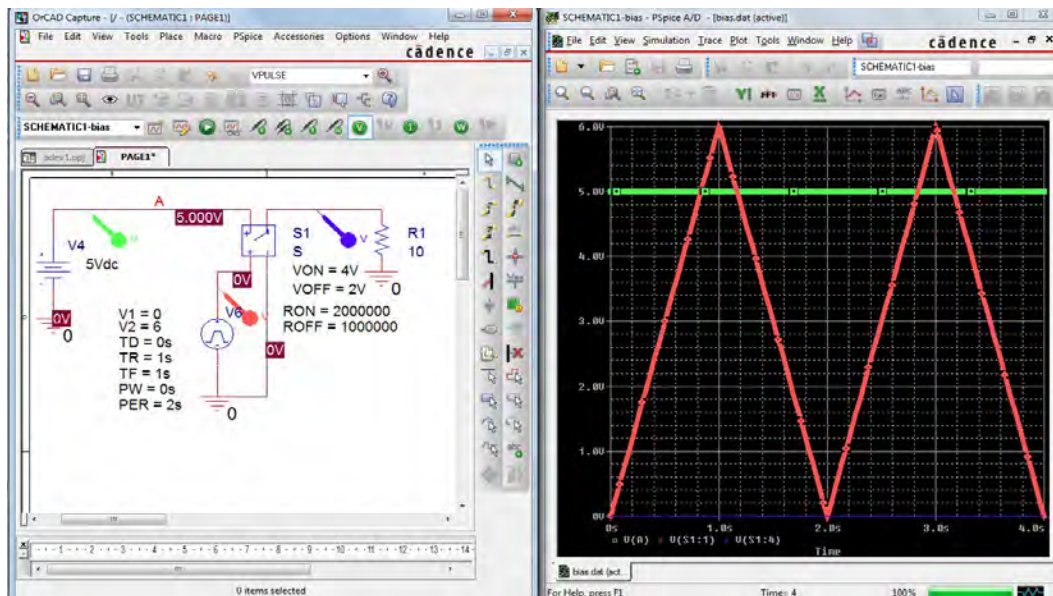 OrCAD Capture - [/ - (SCHEMATIC1 : PAGE1)]
File Edit View Tools Place Macro PSpice Accessories Options Window Help
cādence
VPULSE
SCHEMATIC1-bias
PAGE1*
A
5.000V
V4
5Vdc
0V
0
S1
S
VON = 4V
VOFF = 2V
RON = 2000000
ROFF = 1000000
R1
10
0
0V
V6
V1 = 0
V2 = 6
TD = 0s
TR = 1s
TF = 1s
PW = 0s
PER = 2s
0V
0
0 items selected
SCHEMATIC1-bias - PSpice A/D - [bias.dat (active)]
File Edit View Simulation Trace Plot Tools Window Help
cādence
SCHEMATIC1-bias
6.0V
5.0V
4.0V
3.0V
2.0V
1.0V
0V
0s 1.0s 2.0s 3.0s 4.0s
V(A) V(S1:1) V(S1:4)
Time
bias.dat (act...
For Help, press F1 Time= 4 100%